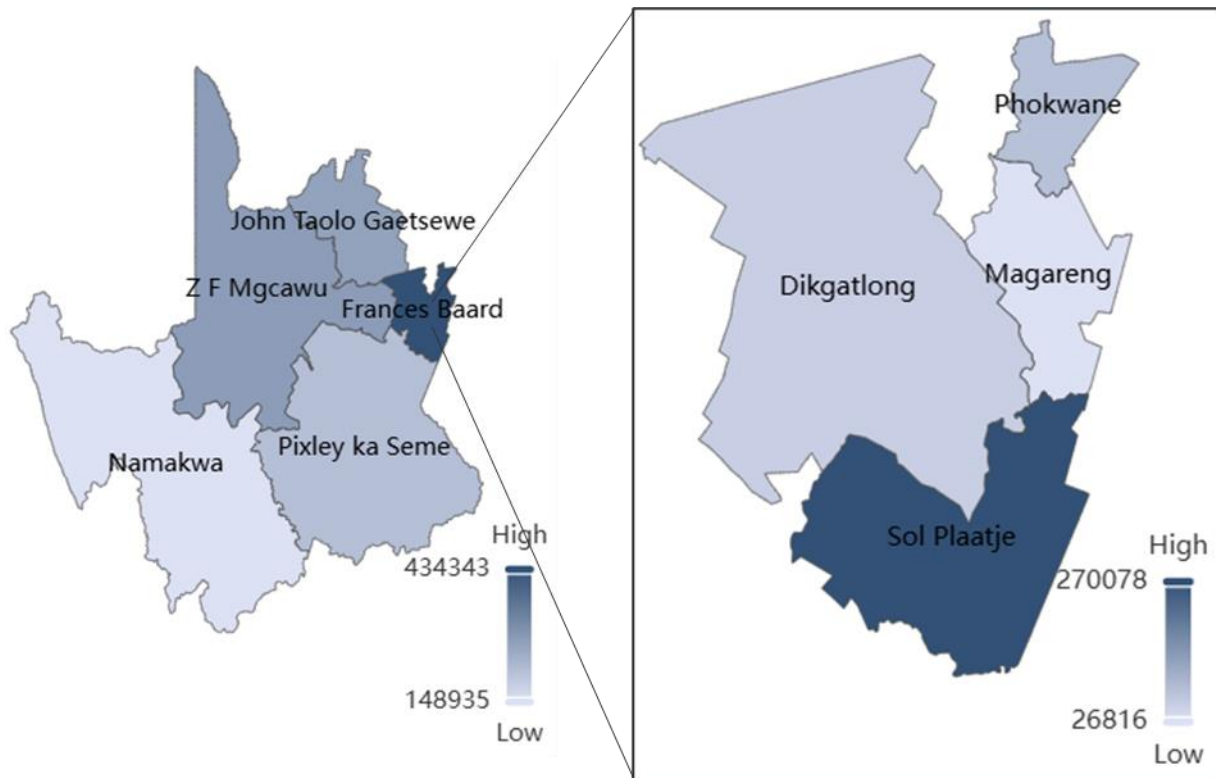 John Taolo Gaetsewe
Z F Mgcawu
Frances Baard
Namakwa
Pixley ka Seme
High
434343
148935
Low
Phokwane
Dikgatlong
Magareng
Sol Plaatje
High
270078
26816
Low